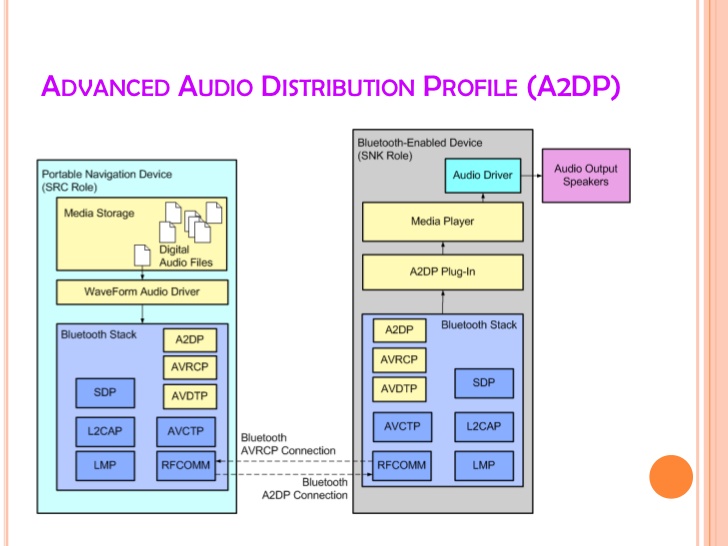 ADVANCED AUDIO DISTRIBUTION PROFILE (A2DP)
Portable Navigation Device
(SRC Role)
Media Storage
Digital
Audio Files
WaveForm Audio Driver
Bluetooth Stack
A2DP
AVRCP
SDP
AVDTP
L2CAP
AVCTP
LMP
RFCOMM
Bluetooth
AVRCP Connection
Bluetooth
A2DP Connection
Bluetooth-Enabled Device
(SNK Role)
Audio Driver
Audio Output
Speakers
Media Player
A2DP Plug-In
Bluetooth Stack
A2DP
AVRCP
SDP
AVDTP
AVCTP
L2CAP
RFCOMM
LMP